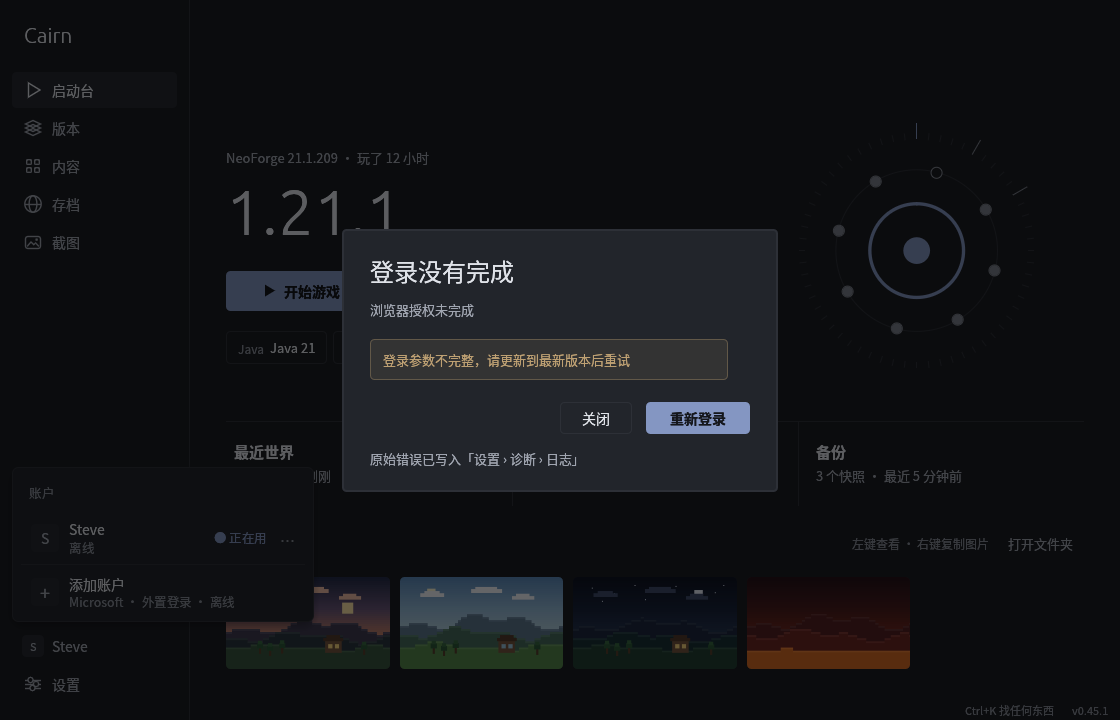 Cairn
启动台
版本
内容
存档
截图
NeoForge 21.1.209 · 玩了 12 小时
1.21.1
开始游戏
Java Java 21
登录没有完成
浏览器授权未完成
登录参数不完整，请更新到最新版本后重试
关闭
重新登录
原始错误已写入「设置 › 诊断 › 日志」
最近世界
刚
备份
3 个快照 · 最近 5 分钟前
账户
S
Steve
离线
正在用
...
+
添加账户
Microsoft · 外置登录 · 离线
左键查看 · 右键复制图片
打开文件夹
S
Steve
设置
Ctrl+K 找任何东西
v0.45.1